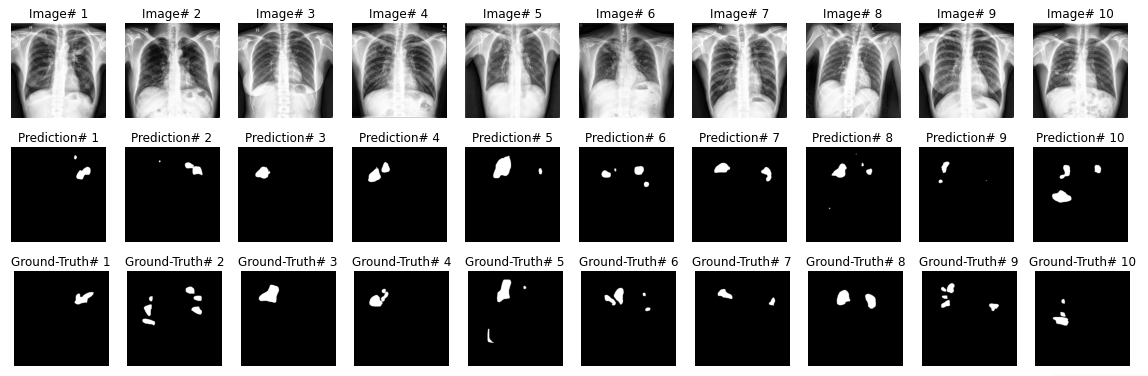 Image# 1 Image# 2 Image# 3 Image# 4 Image# 5 Image# 6 Image# 7 Image# 8 Image# 9 Image# 10
Prediction# 1 Prediction# 2 Prediction# 3 Prediction# 4 Prediction# 5 Prediction# 6 Prediction# 7 Prediction# 8 Prediction# 9 Prediction# 10
Ground-Truth# 1 Ground-Truth# 2 Ground-Truth# 3 Ground-Truth# 4 Ground-Truth# 5 Ground-Truth# 6 Ground-Truth# 7 Ground-Truth# 8 Ground-Truth# 9 Ground-Truth# 10